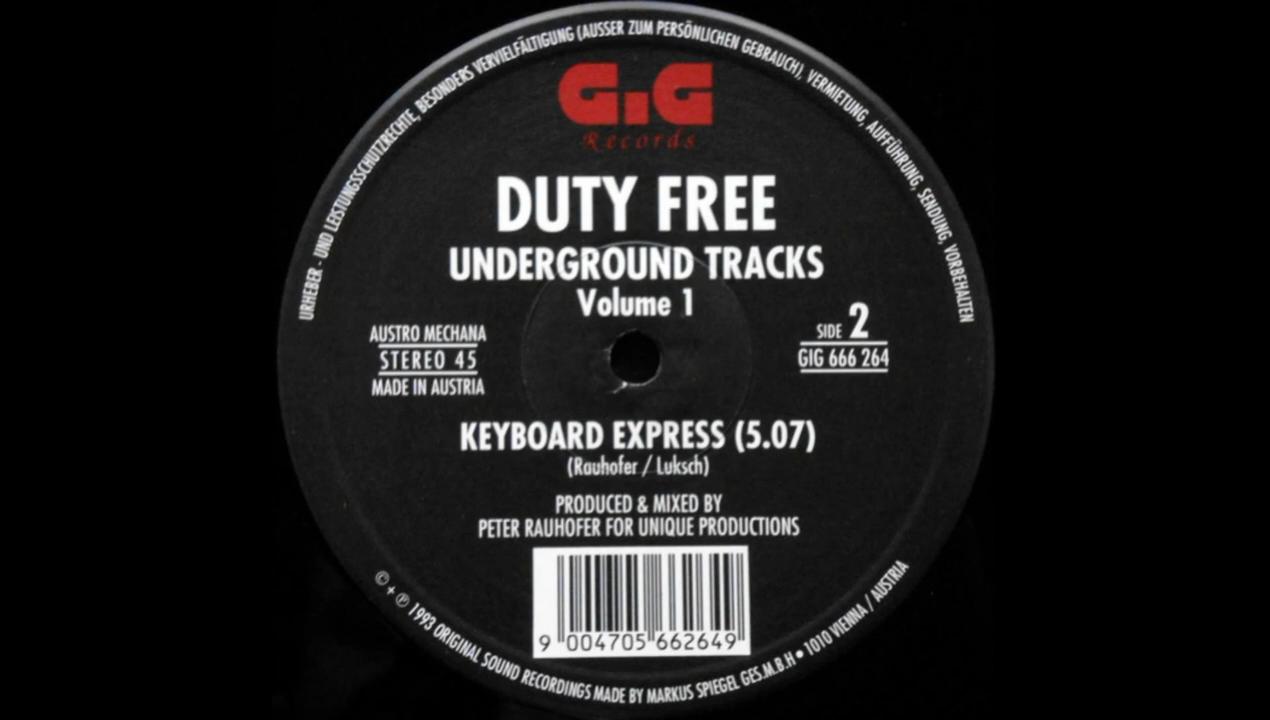 URHEBER - UND LEISTUNGSSCHUTZRECHTE, BESONDERS VERVIELFÄLTIGUNG (AUSSER ZUM PERSÖNLICHEN GEBRAUCH), VERMIETUNG, AUFFÜHRUNG, SENDUNG, VORBEHALTEN
GIG
Records
DUTY FREE
UNDERGROUND TRACKS
Volume 1
AUSTRO MECHANA
STEREO 45
MADE IN AUSTRIA
SIDE 2
GIG 666 264
KEYBOARD EXPRESS (5.07)
(Rauhofer / Luksch)
PRODUCED & MIXED BY
PETER RAUHOFER FOR UNIQUE PRODUCTIONS
9 004705 662649
© + ℗ 1993 ORIGINAL SOUND RECORDINGS MADE BY MARKUS SPIEGEL GES.M.B.H • 1010 VIENNA / AUSTRIA